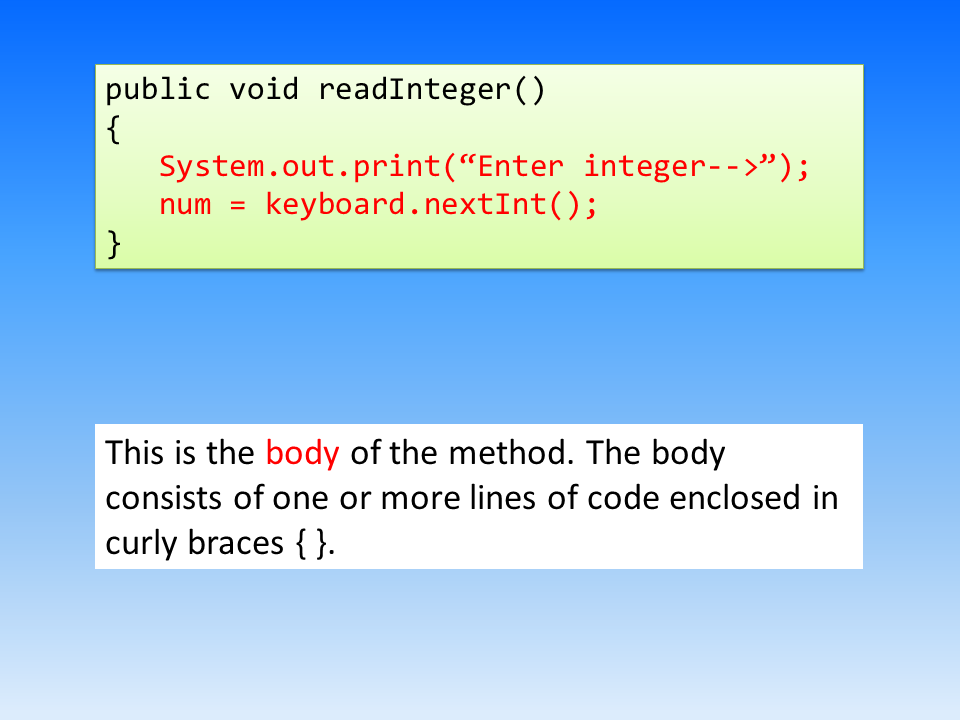 public void readInteger()
{
   System.out.print(“Enter integer-->”);
   num = keyboard.nextInt();
}
This is the body of the method. The body
consists of one or more lines of code enclosed in
curly braces { }.